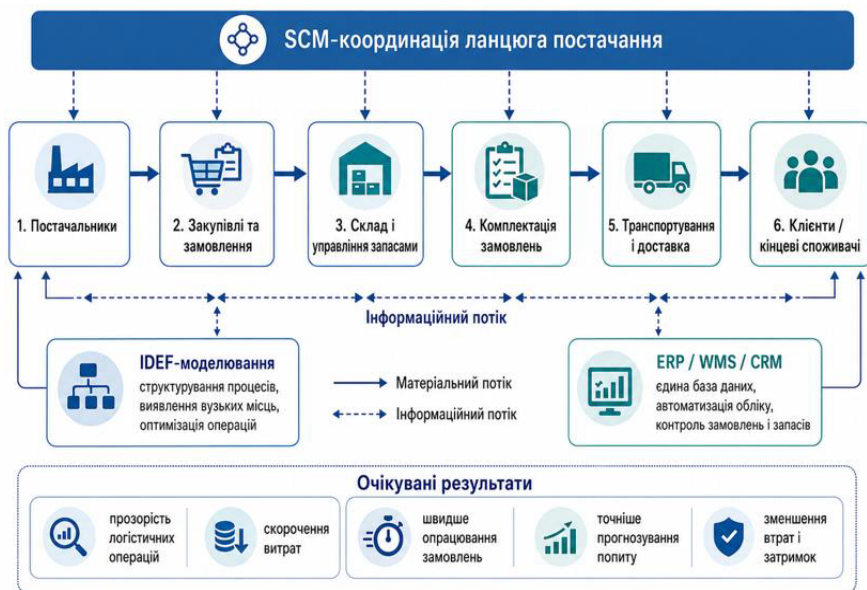 SCM-координація ланцюга постачання
1. Постачальники
2. Закупівлі та
замовлення
3. Склад і
управління запасами
4. Комплектація
замовлень
5. Транспортування
і доставка
6. Клієнти /
кінцеві споживачі
Інформаційний потік
IDEF-моделювання
структурування процесів,
виявлення вузьких місць,
оптимізація операцій
Матеріальний потік
Інформаційний потік
ERP / WMS / CRM
єдина база даних,
автоматизація обліку,
контроль замовлень і запасів
Очікувані результати
прозорість
логістичних
операцій
скорочення
витрат
швидше
опрацювання
замовлень
точніше
прогнозування
попиту
зменшення
втрат і
затримок